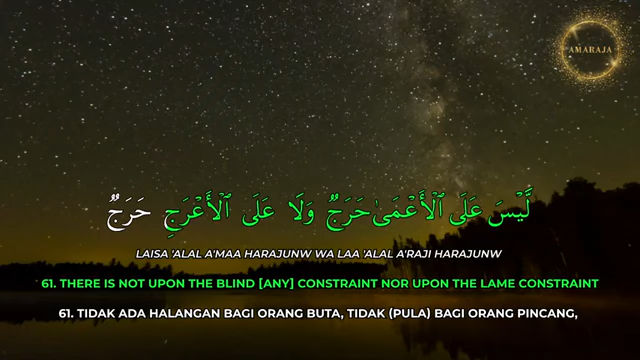 AMARAJA
لَّيْسَ عَلَى ٱلْأَعْمَىٰ حَرَجٌۭ وَلَا عَلَى ٱلْأَعْرَجِ حَرَجٌۭ
LAISA 'ALAL A'MAA HARAJUNW WA LAA 'ALAL A'RAJI HARAJUNW
61. THERE IS NOT UPON THE BLIND [ANY] CONSTRAINT NOR UPON THE LAME CONSTRAINT
61. TIDAK ADA HALANGAN BAGI ORANG BUTA, TIDAK (PULA) BAGI ORANG PINCANG,